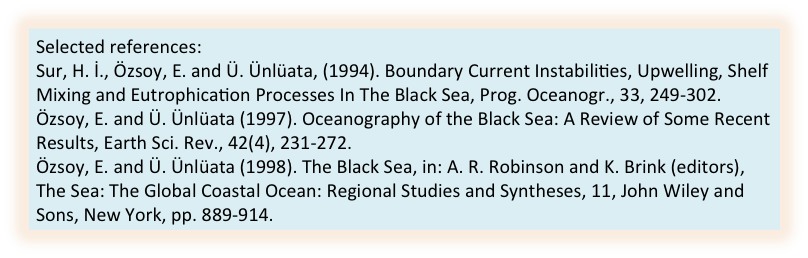 Selected references:
Sur, H. İ., Özsoy, E. and Ü. Ünlüata, (1994). Boundary Current Instabilities, Upwelling, Shelf
Mixing and Eutrophication Processes In The Black Sea, Prog. Oceanogr., 33, 249-302.
Özsoy, E. and Ü. Ünlüata (1997). Oceanography of the Black Sea: A Review of Some Recent
Results, Earth Sci. Rev., 42(4), 231-272.
Özsoy, E. and Ü. Ünlüata (1998). The Black Sea, in: A. R. Robinson and K. Brink (editors),
The Sea: The Global Coastal Ocean: Regional Studies and Syntheses, 11, John Wiley and
Sons, New York, pp. 889-914.